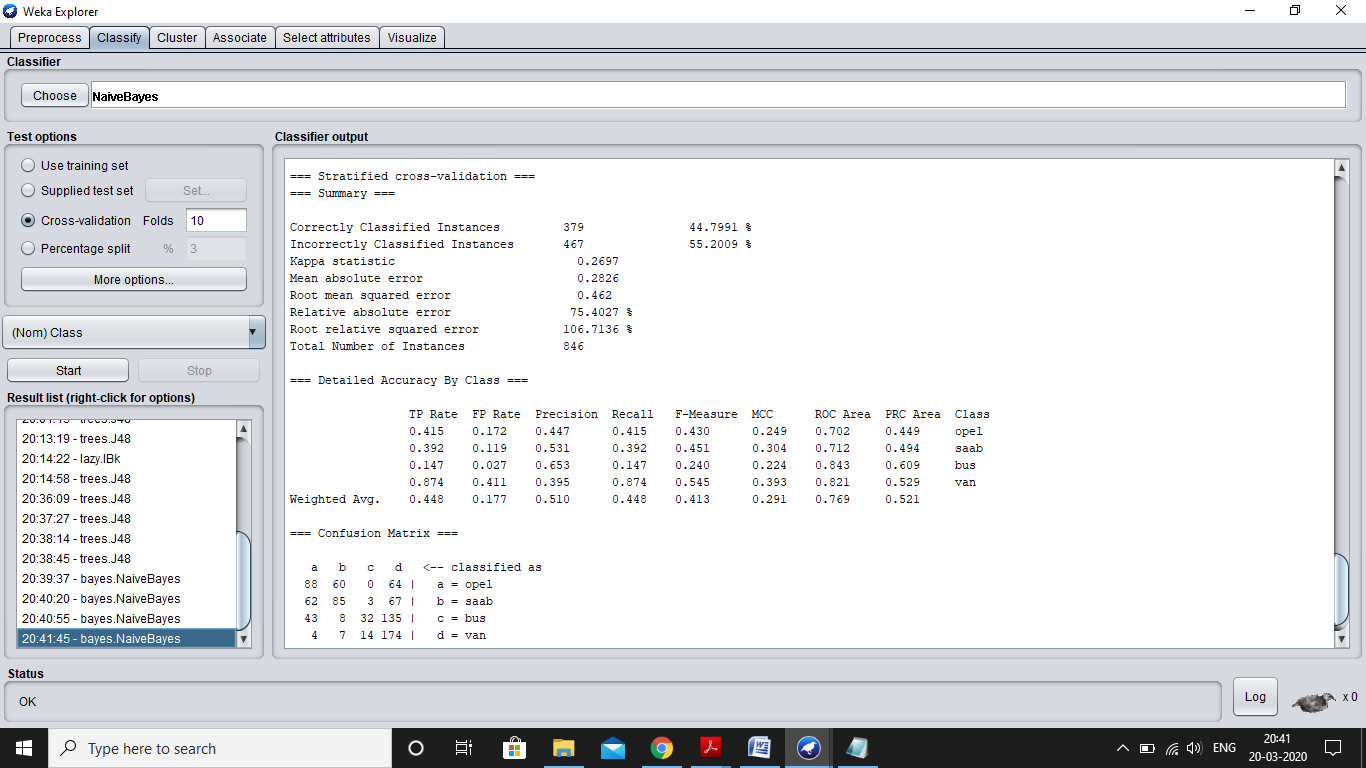 Weka Explorer
Preprocess Classify Cluster Associate Select attributes Visualize
Classifier
Choose NaiveBayes
Test options
Use training set
Supplied test set Set...
Cross-validation Folds 10
Percentage split % 3
More options...
(Nom) Class
Start Stop
Result list (right-click for options)
20:13:19 - trees.J48
20:14:22 - lazy.IBk
20:14:58 - trees.J48
20:36:09 - trees.J48
20:37:27 - trees.J48
20:38:14 - trees.J48
20:38:45 - trees.J48
20:39:37 - bayes.NaiveBayes
20:40:20 - bayes.NaiveBayes
20:40:55 - bayes.NaiveBayes
20:41:45 - bayes.NaiveBayes
Classifier output
=== Stratified cross-validation ===
=== Summary ===
Correctly Classified Instances 379 44.7991 %
Incorrectly Classified Instances 467 55.2009 %
Kappa statistic 0.2697
Mean absolute error 0.2826
Root mean squared error 0.462
Relative absolute error 75.4027 %
Root relative squared error 106.7136 %
Total Number of Instances 846
=== Detailed Accuracy By Class ===
TP Rate FP Rate Precision Recall F-Measure MCC ROC Area PRC Area Class
0.415 0.172 0.447 0.415 0.430 0.249 0.702 0.449 opel
0.392 0.119 0.531 0.392 0.451 0.304 0.712 0.494 saab
0.147 0.027 0.653 0.147 0.240 0.224 0.843 0.609 bus
0.874 0.411 0.395 0.874 0.545 0.393 0.821 0.529 van
Weighted Avg. 0.448 0.177 0.510 0.448 0.413 0.291 0.769 0.521
=== Confusion Matrix ===
a b c d <-- classified as
88 60 0 64 | a = opel
62 85 3 67 | b = saab
43 8 32 135 | c = bus
4 7 14 174 | d = van
Status
OK
Log x 0
Type here to search
ENG
20:41
20-03-2020